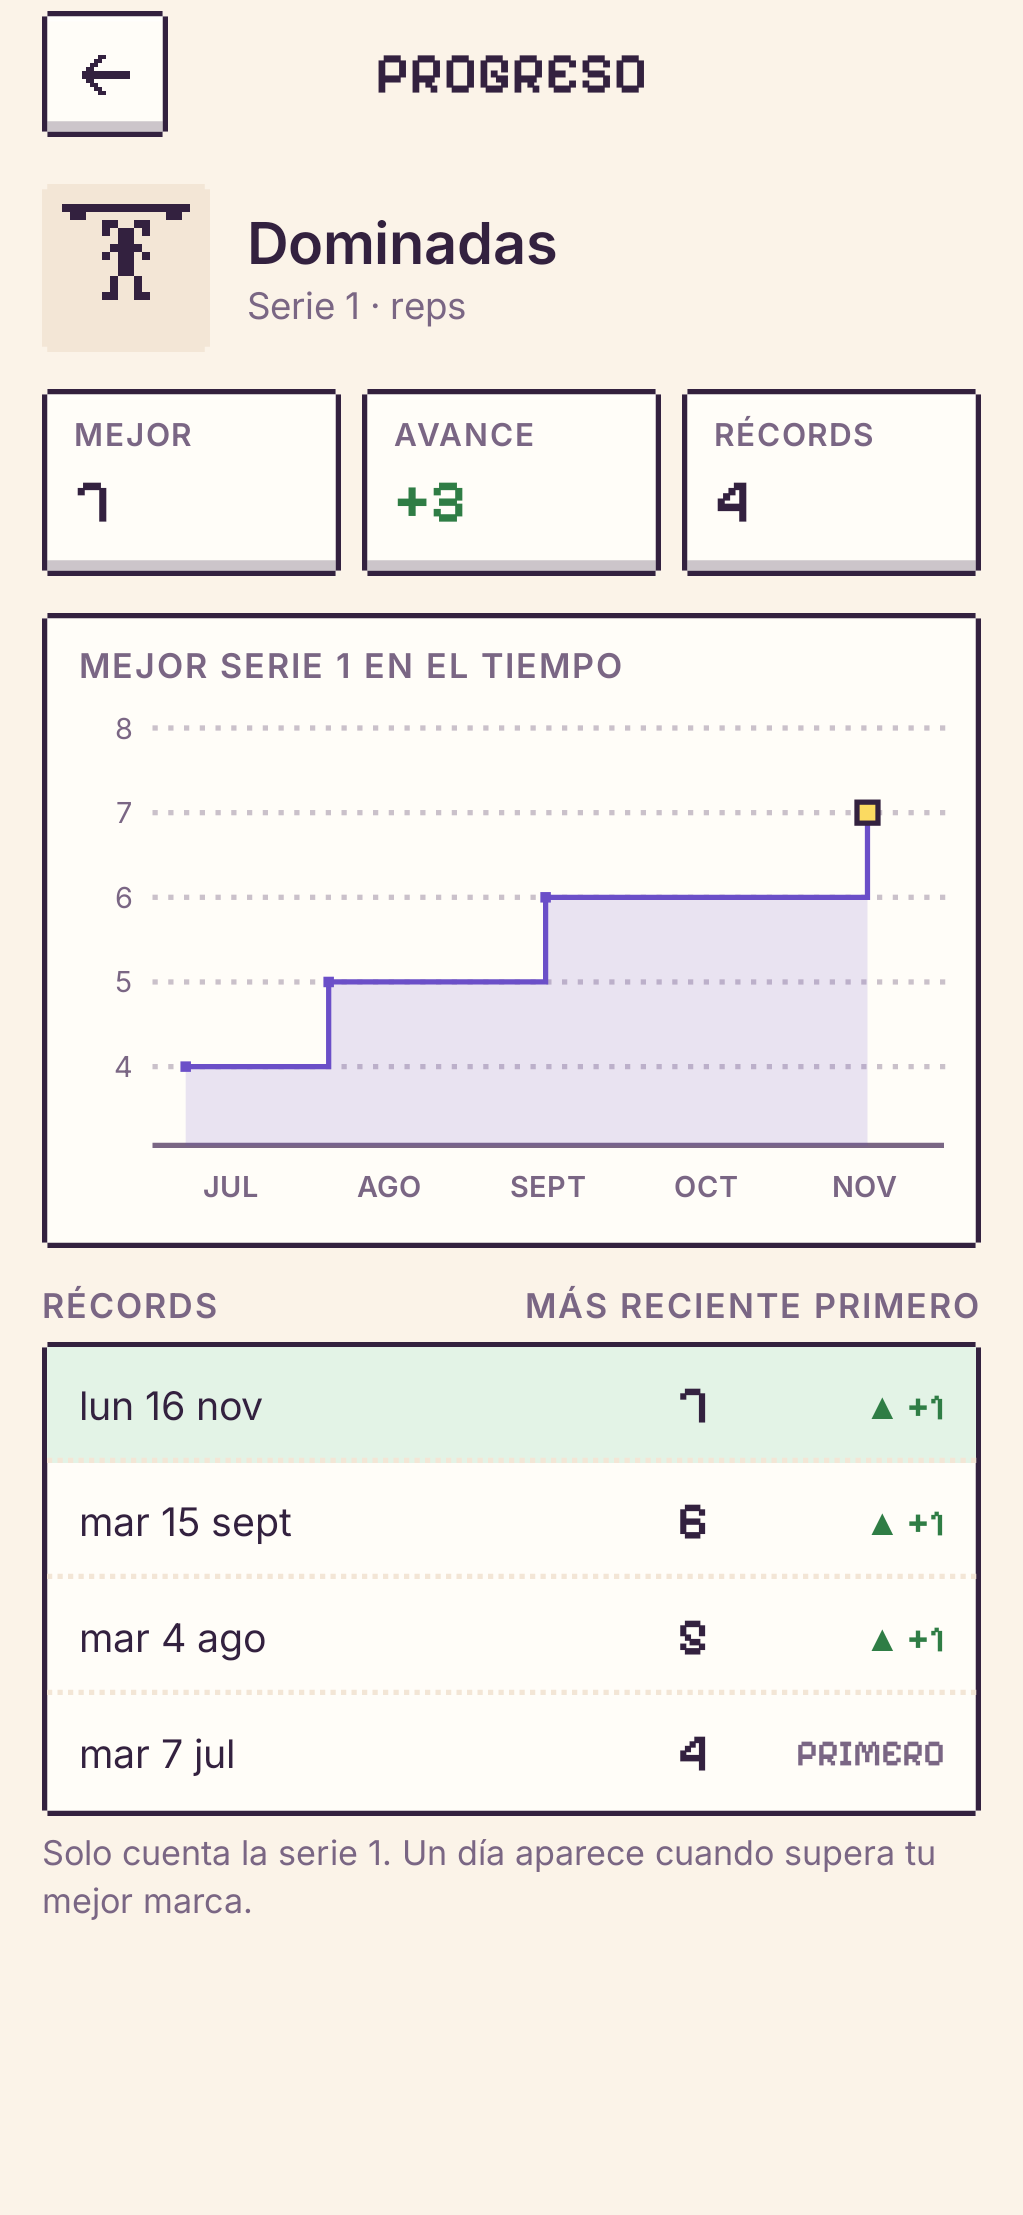 PROGRESO
Dominadas
Serie 1 · reps
MEJOR
7
AVANCE
+3
RÉCORDS
4
MEJOR SERIE 1 EN EL TIEMPO
8
7
6
5
4
JUL AGO SEPT OCT NOV
RÉCORDS MÁS RECIENTE PRIMERO
lun 16 nov 7 ▲ +1
mar 15 sept 6 ▲ +1
mar 4 ago 5 ▲ +1
mar 7 jul 4 PRIMERO
Solo cuenta la serie 1. Un día aparece cuando supera tu
mejor marca.